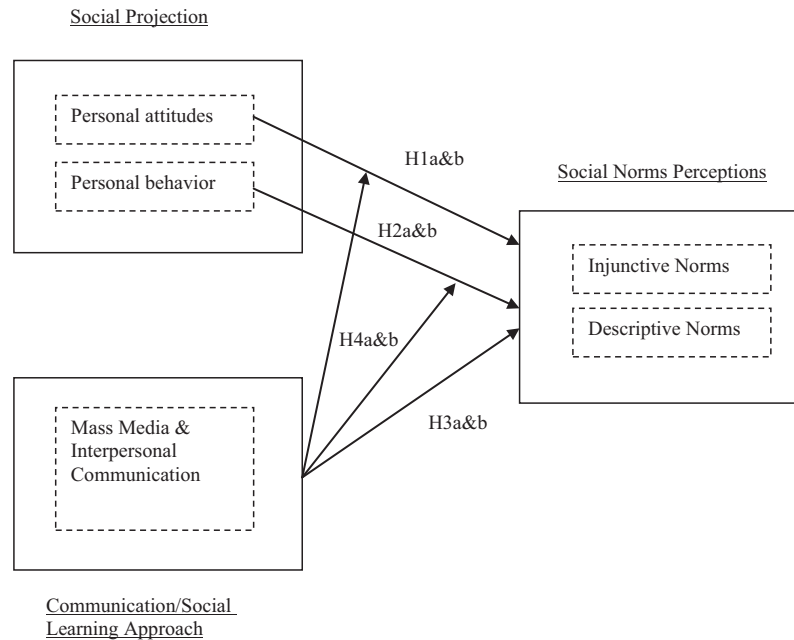 Social Projection
Personal attitudes
Personal behavior
H1a&b
Social Norms Perceptions
H2a&b
Injunctive Norms
Descriptive Norms
H4a&b
H3a&b
Mass Media &
Interpersonal
Communication
Communication/Social
Learning Approach